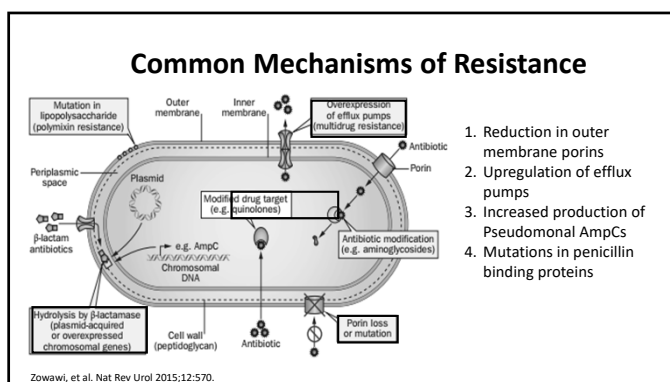 Common Mechanisms of Resistance
Mutation in
lipopolysaccharide
(polymixin resistance)
Outer
membrane
Inner
membrane
Overexpression
of efflux pumps
(multidrug resistance)
Antibiotic
Porin
Periplasmic
space
Plasmid
Modified drug target
(e.g. quinolones)
β-lactam
antibiotics
e.g. AmpC
Chromosomal
DNA
Antibiotic modification
(e.g. aminoglycosides)
Hydrolysis by β-lactamase
(plasmid-acquired
or overexpressed
chromosomal genes)
Cell wall
(peptidoglycan)
Antibiotic
Porin loss
or mutation
1. Reduction in outer
membrane porins
2. Upregulation of efflux
pumps
3. Increased production of
Pseudomonal AmpCs
4. Mutations in penicillin
binding proteins
Zowawi, et al. Nat Rev Urol 2015;12:570.